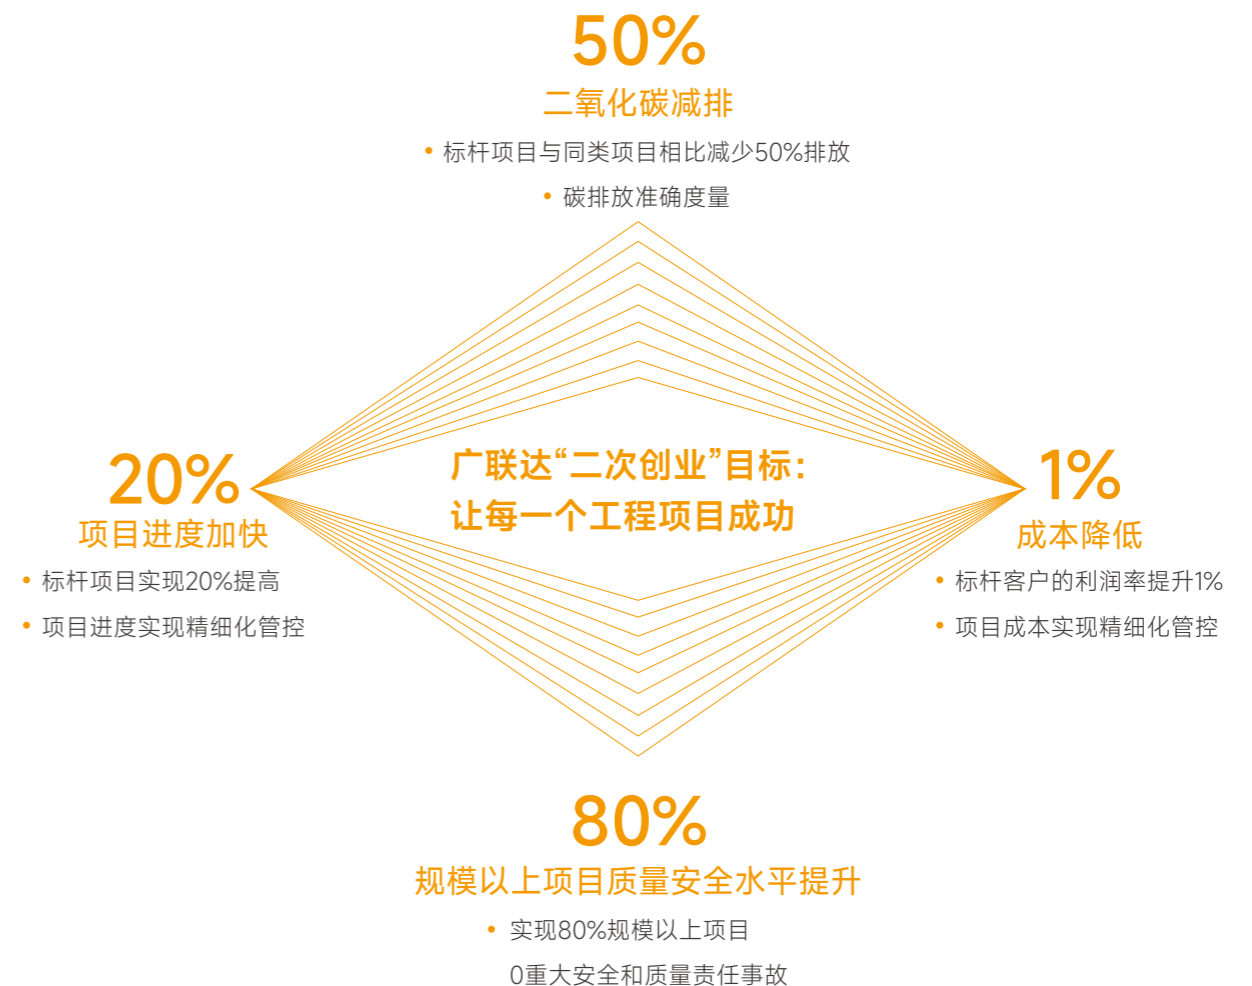 50%
二氧化碳减排
• 标杆项目与同类项目相比减少50%排放
• 碳排放准确度量
广联达“二次创业”目标：
让每一个工程项目成功
20%
项目进度加快
• 标杆项目实现20%提高
• 项目进度实现精细化管控
1%
成本降低
• 标杆客户的利润率提升1%
• 项目成本实现精细化管控
80%
规模以上项目质量安全水平提升
• 实现80%规模以上项目
0重大安全和质量责任事故